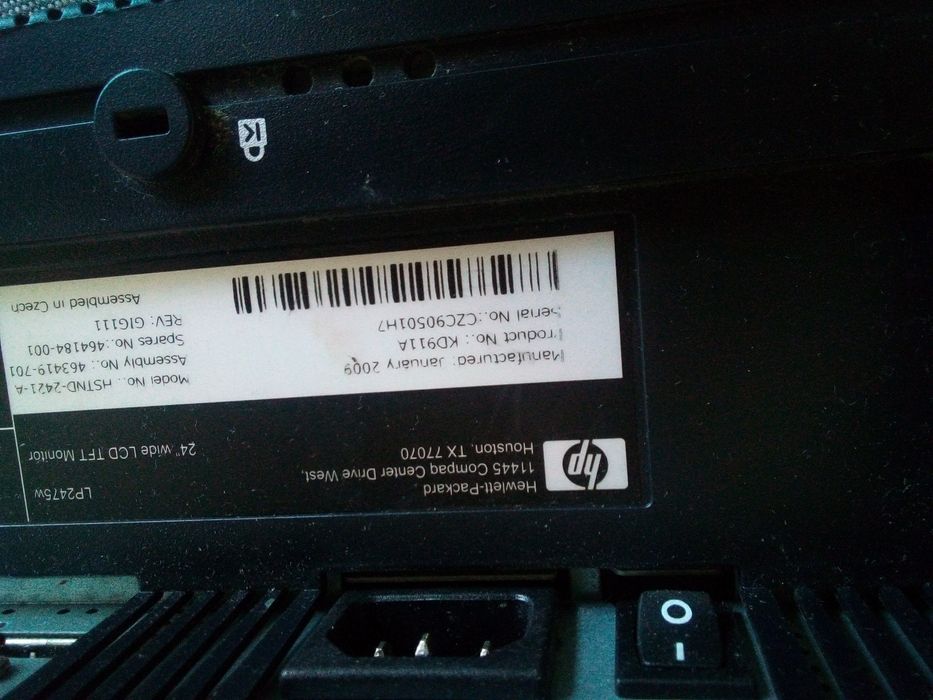 hp
Hewlett-Packard
11445 Compaq Center Drive West,
Houston, TX 77070
LP2475w
24" wide LCD TFT Monitor
Manufactured: January 2009
Product No.: KD911A
Serial No.:CZC90501H7
Model No.: HSTND-2421-A
Assembly No.: 463419-701
Spares No.:464184-001
REV: GIG111
Assembled in Czech
K
O
I